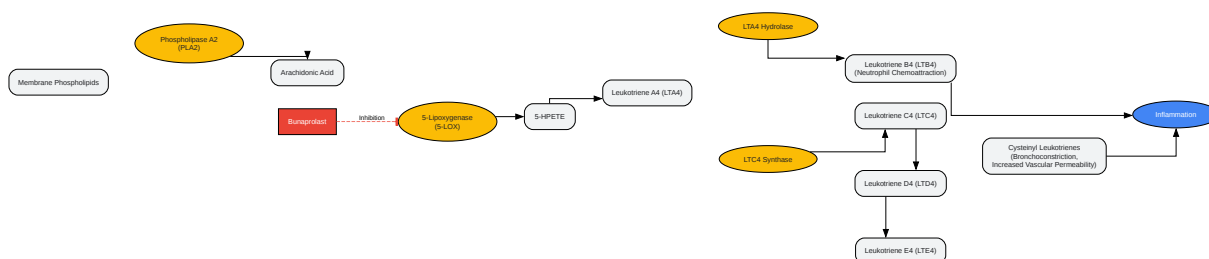 Membrane Phospholipids
Phospholipase A2
(PLA2)
Arachidonic Acid
Bunaprolast
Inhibition
5-Lipoxygenase
(5-LOX)
5-HPETE
Leukotriene A4 (LTA4)
LTA4 Hydrolase
Leukotriene B4 (LTB4)
(Neutrophil Chemoattraction)
Leukotriene C4 (LTC4)
LTC4 Synthase
Leukotriene D4 (LTD4)
Leukotriene E4 (LTE4)
Cysteinyl Leukotrienes
(Bronchoconstriction,
Increased Vascular Permeability)
Inflammation